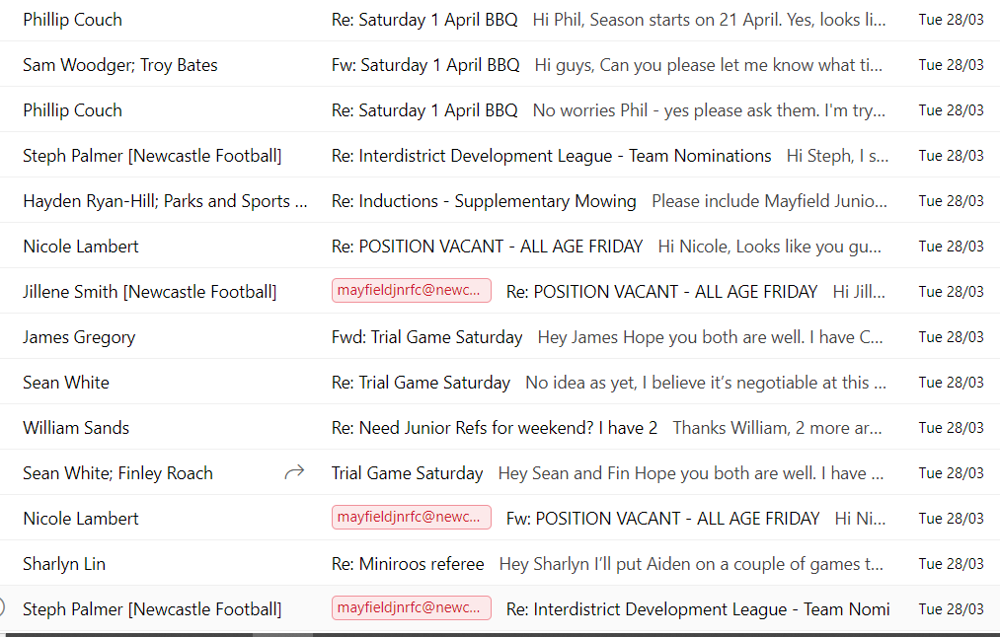 Phillip Couch Re: Saturday 1 April BBQ Hi Phil, Season starts on 21 April. Yes, looks li... Tue 28/03
Sam Woodger; Troy Bates Fw: Saturday 1 April BBQ Hi guys, Can you please let me know what ti... Tue 28/03
Phillip Couch Re: Saturday 1 April BBQ No worries Phil - yes please ask them. I'm try... Tue 28/03
Steph Palmer [Newcastle Football] Re: Interdistrict Development League - Team Nominations Hi Steph, I s... Tue 28/03
Hayden Ryan-Hill; Parks and Sports ... Re: Inductions - Supplementary Mowing Please include Mayfield Junio... Tue 28/03
Nicole Lambert Re: POSITION VACANT - ALL AGE FRIDAY Hi Nicole, Looks like you gu... Tue 28/03
Jillene Smith [Newcastle Football] mayfieldjnrfc@newc... Re: POSITION VACANT - ALL AGE FRIDAY Hi Jill... Tue 28/03
James Gregory Fwd: Trial Game Saturday Hey James Hope you both are well. I have C... Tue 28/03
Sean White Re: Trial Game Saturday No idea as yet, I believe it’s negotiable at this ... Tue 28/03
William Sands Re: Need Junior Refs for weekend? I have 2 Thanks William, 2 more ar... Tue 28/03
Sean White; Finley Roach Trial Game Saturday Hey Sean and Fin Hope you both are well. I have ... Tue 28/03
Nicole Lambert mayfieldjnrfc@newc... Fw: POSITION VACANT - ALL AGE FRIDAY Hi Ni... Tue 28/03
Sharlyn Lin Re: Miniroos referee Hey Sharlyn I’ll put Aiden on a couple of games t... Tue 28/03
Steph Palmer [Newcastle Football] mayfieldjnrfc@newc... Re: Interdistrict Development League - Team Nomi Tue 28/03